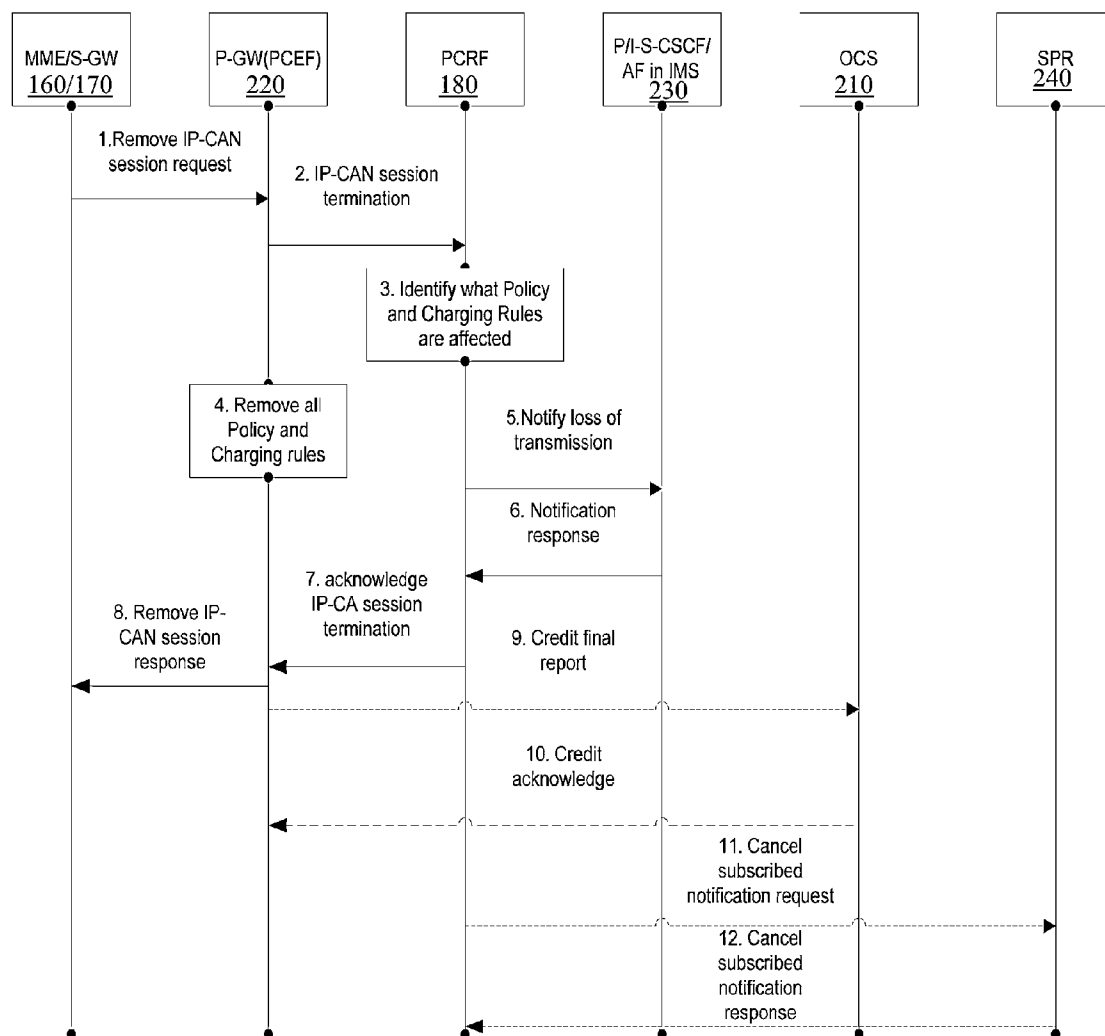 MME/S-GW
160/170
P-GW(PCEF)
220
PCRF
180
P/I-S-CSCF/
AF in IMS
230
OCS
210
SPR
240
1.Remove IP-CAN
session request
2. IP-CAN session
termination
3. Identify what Policy
and Charging Rules
are affected
4. Remove all
Policy and
Charging rules
5.Notify loss of
transmission
6. Notification
response
7. acknowledge
IP-CA session
termination
8. Remove IP-
CAN session
response
9. Credit final
report
10. Credit
acknowledge
11. Cancel
subscribed
notification request
12. Cancel
subscribed
notification
response